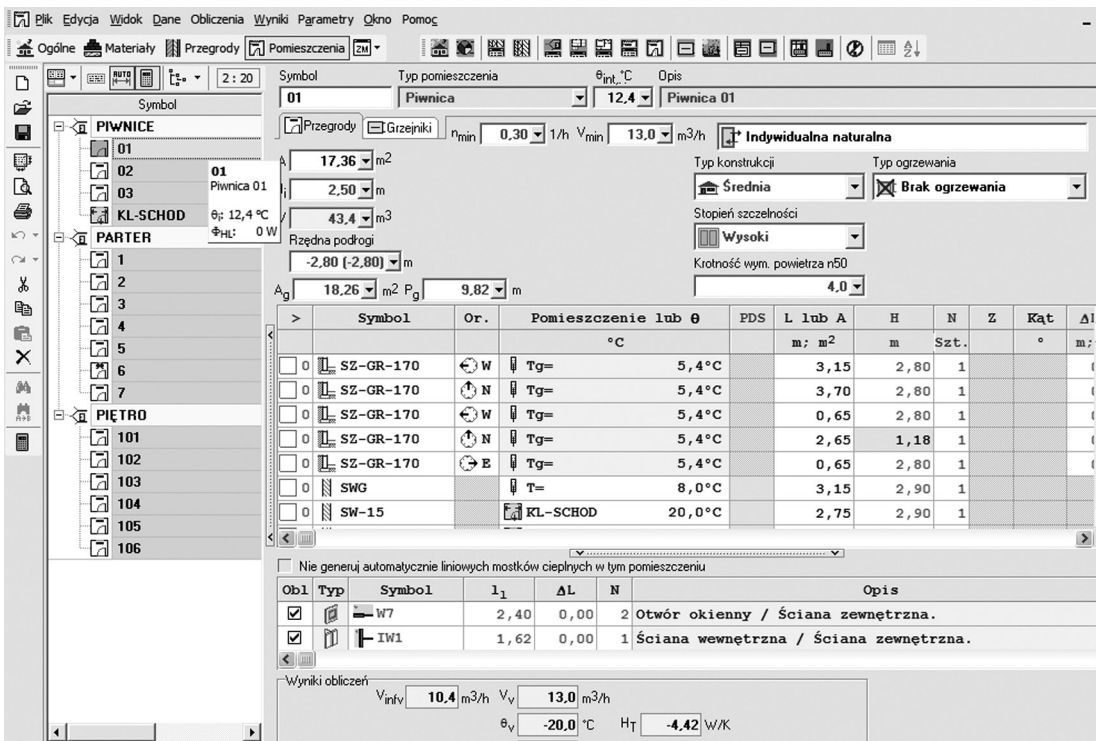 Plik Edycja Widok Dane Obliczenia Wyniki Parametry Okno Pomoc
Ogólne Materiały Przegrody Pomieszczenia ZM
AUTO 2 : 20
Symbol
PIWNICE
01
02
03
KL-SCHOD
PARTER
1
2
3
4
5
6
7
PIĘTRO
101
102
103
104
105
106
01
Piwnica 01
θi: 12,4 ºC
ΦHL: 0 W
Symbol Typ pomieszczenia θint, °C Opis
01 Piwnica 12,4 Piwnica 01
Przegrody Grzejniki nmin 0,30 1/h Vmin 13,0 m3/h Indywidualna naturalna
17,36 m2
2,50 m
43,4 m3
Rzędna podłogi
-2,80 (-2,80) m
Ag 18,26 m2 Pg 9,82 m
Typ konstrukcji Typ ogrzewania
Średnia Brak ogrzewania
Stopień szczelności
Wysoki
Krotność wym. powietrza n50
4,0
> Symbol Or. Pomieszczenie lub θ PDS L lub A H N Z Kąt
°C m; m2 m Szt. °
0 SZ-GR-170 W Tg= 5,4°C 3,15 2,80 1
0 SZ-GR-170 N Tg= 5,4°C 3,70 2,80 1
0 SZ-GR-170 W Tg= 5,4°C 0,65 2,80 1
0 SZ-GR-170 N Tg= 5,4°C 2,65 1,18 1
0 SZ-GR-170 E Tg= 5,4°C 0,65 2,80 1
0 SWG T= 8,0°C 3,15 2,90 1
0 SW-15 KL-SCHOD 20,0°C 2,75 2,90 1
Nie generuj automatycznie liniowych mostków cieplnych w tym pomieszczeniu
Obl Typ Symbol l1 ΔL N Opis
W7 2,40 0,00 2 Otwór okienny / Ściana zewnętrzna.
IW1 1,62 0,00 1 Ściana wewnętrzna / Ściana zewnętrzna.
Wyniki obliczeń
Vinfv 10,4 m3/h Vv 13,0 m3/h
θv -20,0 °C HT -4,42 W/K